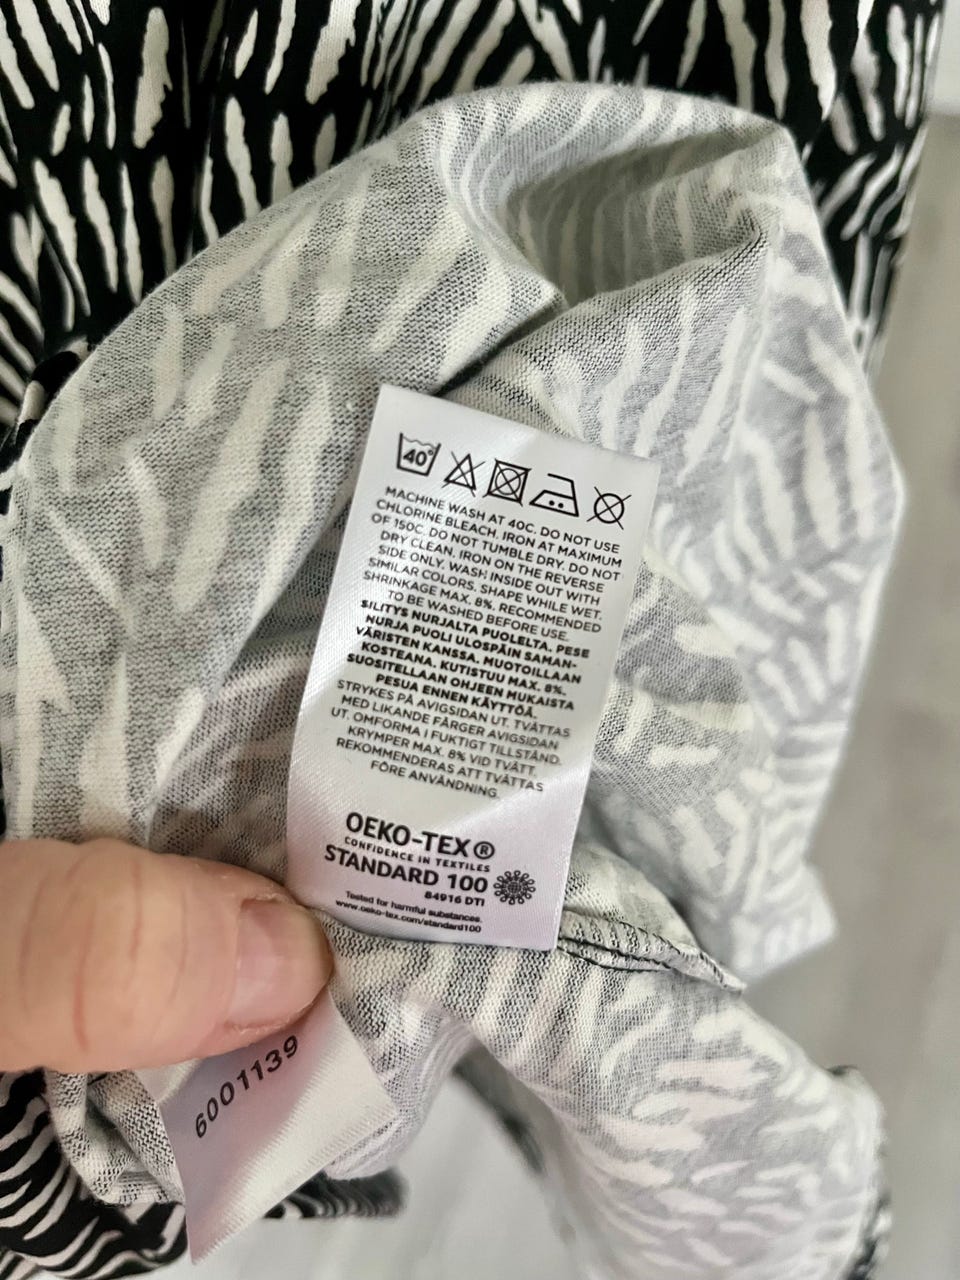 40°
MACHINE WASH AT 40C. DO NOT USE
CHLORINE BLEACH. IRON AT MAXIMUM
OF 150C. DO NOT TUMBLE DRY. DO NOT
DRY CLEAN. IRON ON THE REVERSE
SIDE ONLY. WASH INSIDE OUT WITH
SIMILAR COLORS. SHAPE WHILE WET.
SHRINKAGE MAX. 8%. RECOMMENDED
TO BE WASHED BEFORE USE.
SILITYS NURJALTA PUOLELTA. PESE
NURJA PUOLI ULOSPÄIN SAMAN-
VÄRISTEN KANSSA. MUOTOILLAAN
KOSTEANA. KUTISTUU MAX. 8%.
SUOSITELLAAN OHJEEN MUKAISTA
PESUA ENNEN KÄYTTÖÄ.
STRYKES PÅ AVIGSIDAN UT. TVÄTTAS
MED LIKANDE FÄRGER AVIGSIDAN
UT. OMFORMA I FUKTIGT TILLSTÅND.
KRYMPER MAX. 8% VID TVÄTT.
REKOMMENDERAS ATT TVÄTTAS
FÖRE ANVÄNDNING.
OEKO-TEX®
CONFIDENCE IN TEXTILES
STANDARD 100
84916 DTI
Tested for harmful substances.
www.oeko-tex.com/standard100
6001139